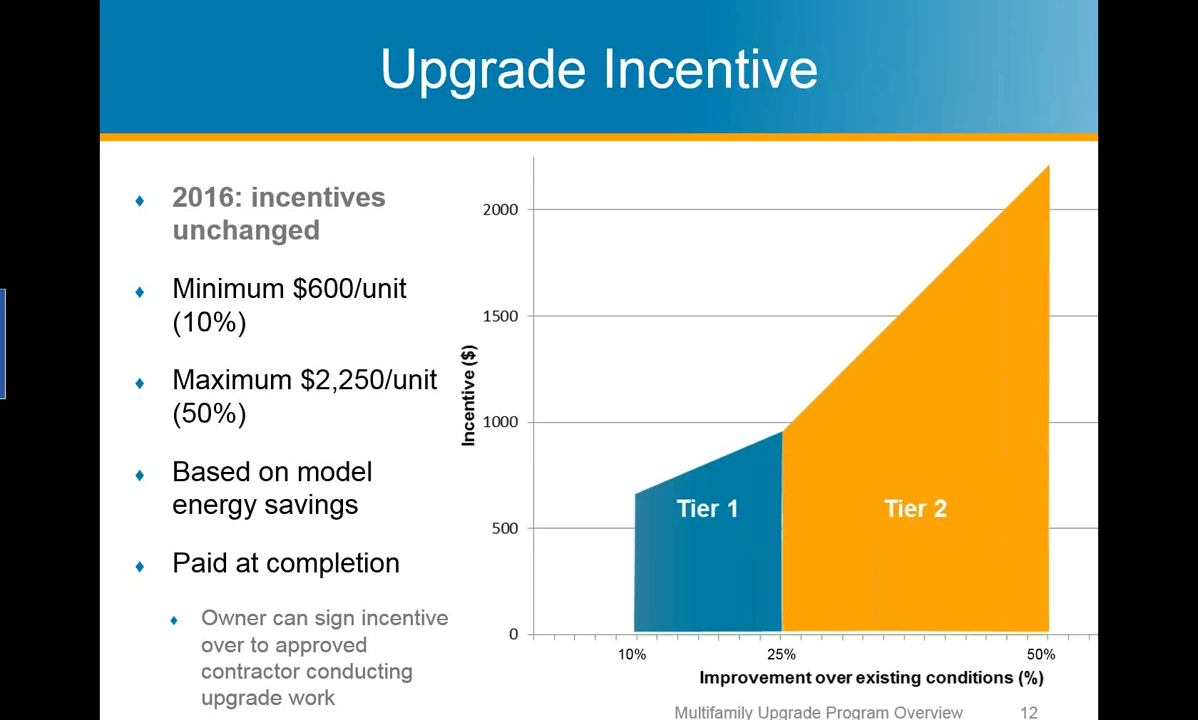 Upgrade Incentive
2016: incentives
unchanged
Minimum $600/unit
(10%)
Maximum $2,250/unit
(50%)
Based on model
energy savings
Paid at completion
Owner can sign incentive
over to approved
contractor conducting
upgrade work
Incentive ($)
2000
1500
1000
500
0
Tier 1
Tier 2
10%
25%
50%
Improvement over existing conditions (%)
Multifamily Upgrade Program Overview
12